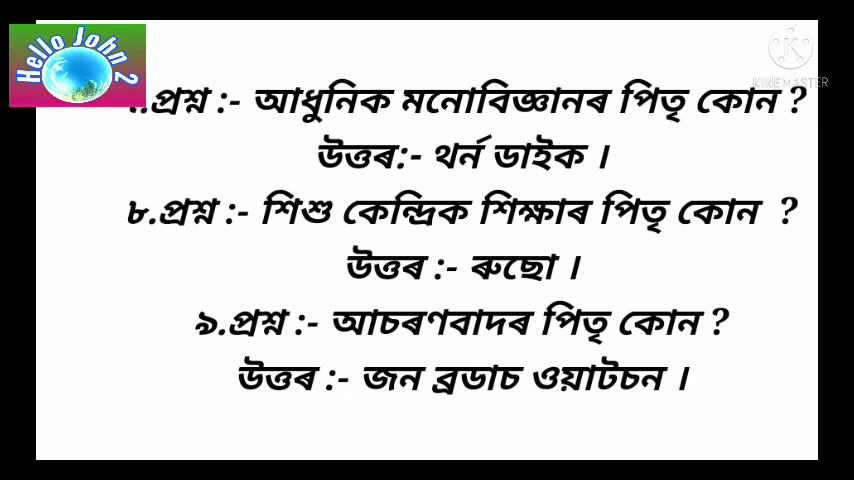 Hello John 2
KINEMASTER
.প্ৰশ্ন :- আধুনিক মনোবিজ্ঞানৰ পিতৃ কোন ?
উত্তৰ:- থৰ্ন ডাইক ।
৮.প্ৰশ্ন :- শিশু কেন্দ্ৰিক শিক্ষাৰ পিতৃ কোন ?
উত্তৰ :- ৰুছো ।
৯.প্ৰশ্ন :- আচৰণবাদৰ পিতৃ কোন ?
উত্তৰ :- জন ব্ৰডাচ ওয়াটচন ।